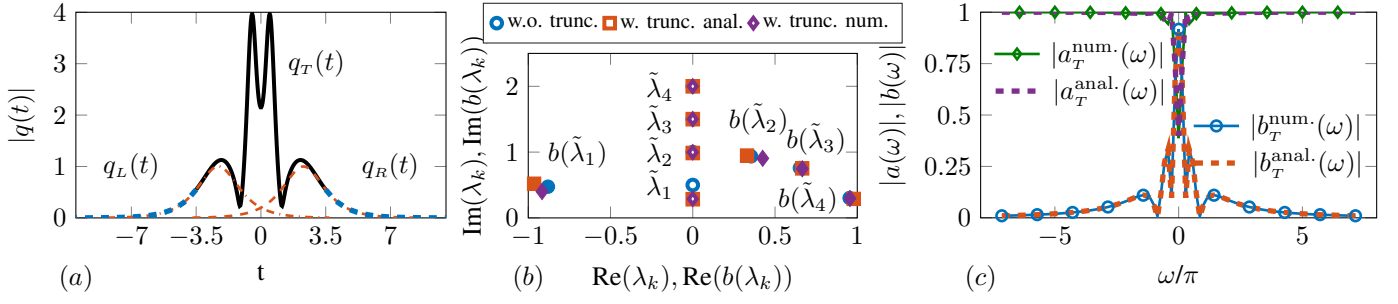 4
3
2
1
0
|q(t)|
q_T(t)
q_L(t)
q_R(t)
−7 −3.5 0 3.5 7
(a) t
w.o. trunc. w. trunc. anal. w. trunc. num.
Im(λ_k), Im(b(λ_k))
2
1
0
λ̃_4
λ̃_3
λ̃_2
λ̃_1
b(λ̃_1)
b(λ̃_2)
b(λ̃_3)
b(λ̃_4)
−1 −0.5 0 0.5 1
(b) Re(λ_k), Re(b(λ_k))
|a(ω)|, |b(ω)|
1
0.75
0.5
0.25
0
|a_T^{num.}(ω)|
|a_T^{anal.}(ω)|
|b_T^{num.}(ω)|
|b_T^{anal.}(ω)|
−5 0 5
(c) ω/π